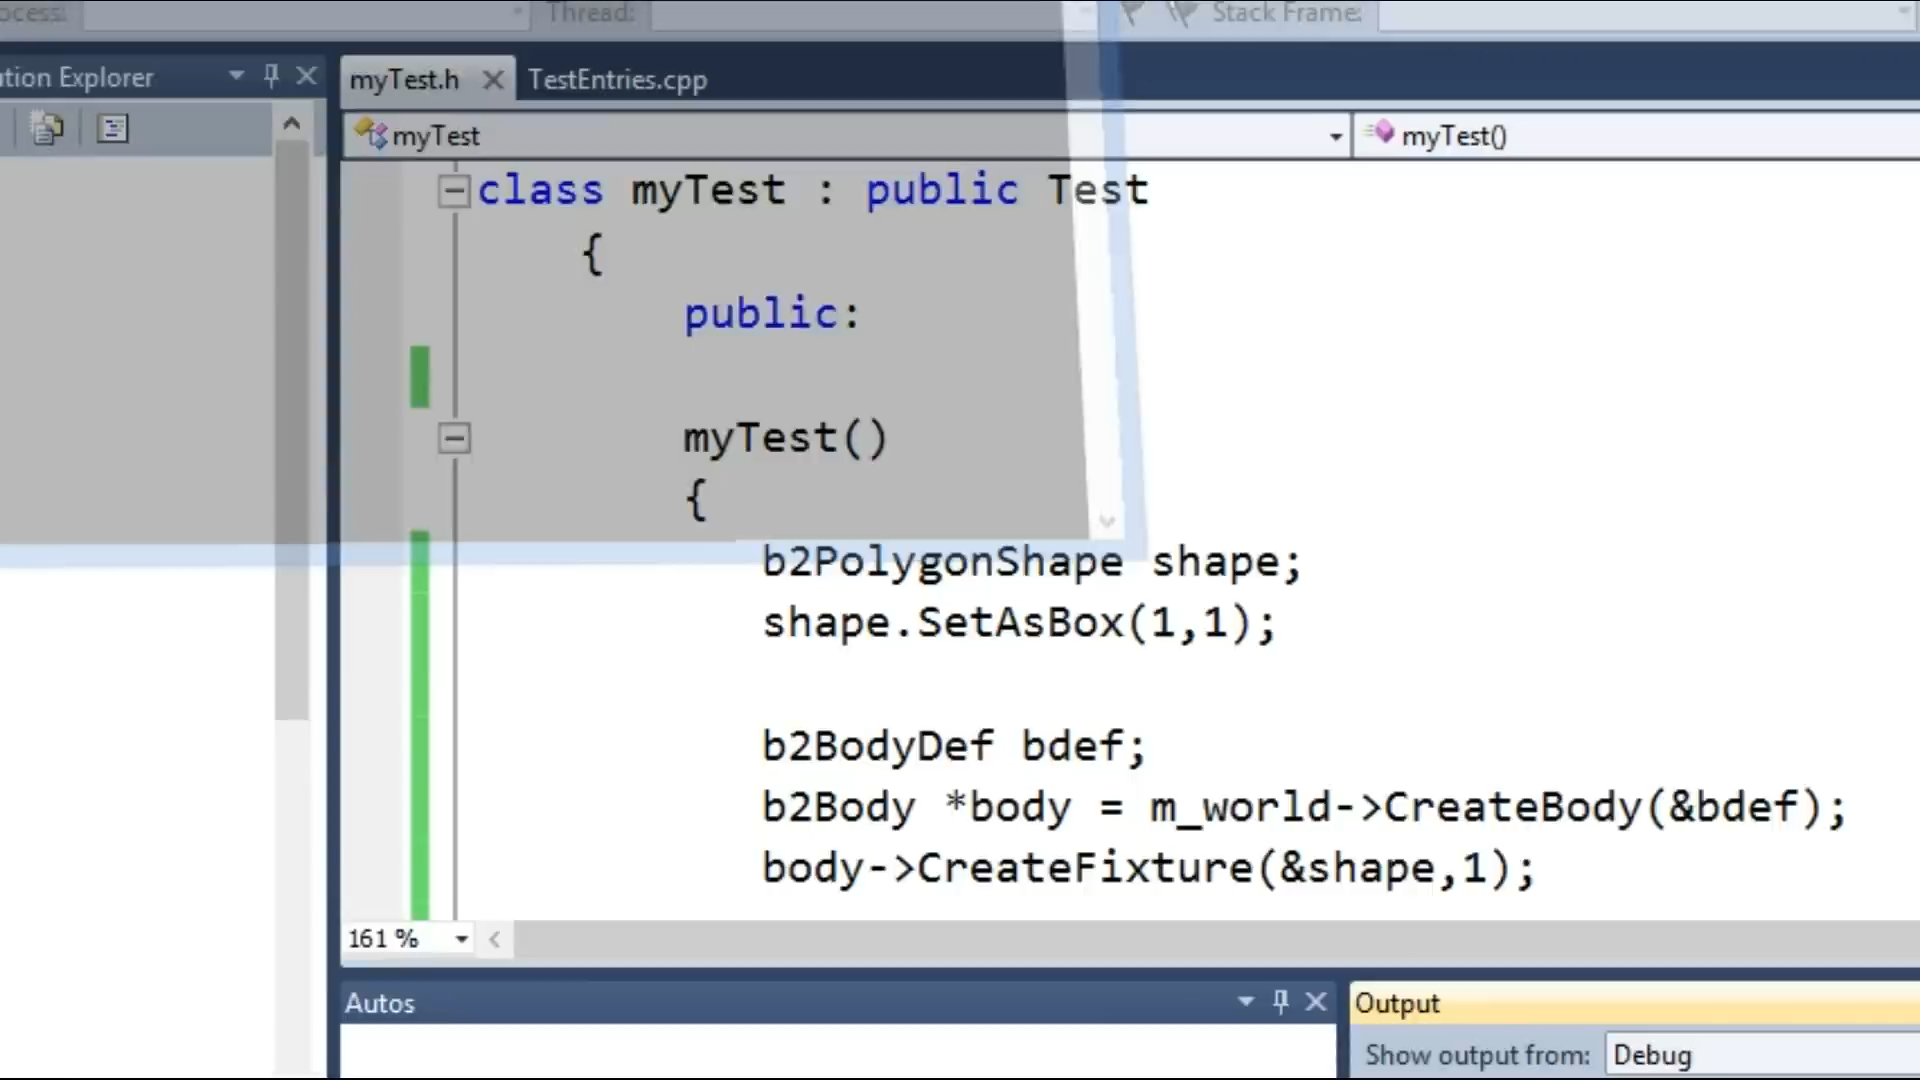 ocess:
Thread:
Stack Frame:
ution Explorer
myTest.h
TestEntries.cpp
myTest
myTest()
class myTest : public Test
{
public:
myTest()
{
b2PolygonShape shape;
shape.SetAsBox(1,1);
b2BodyDef bdef;
b2Body *body = m_world->CreateBody(&bdef);
body->CreateFixture(&shape,1);
161 %
Autos
Output
Show output from:
Debug